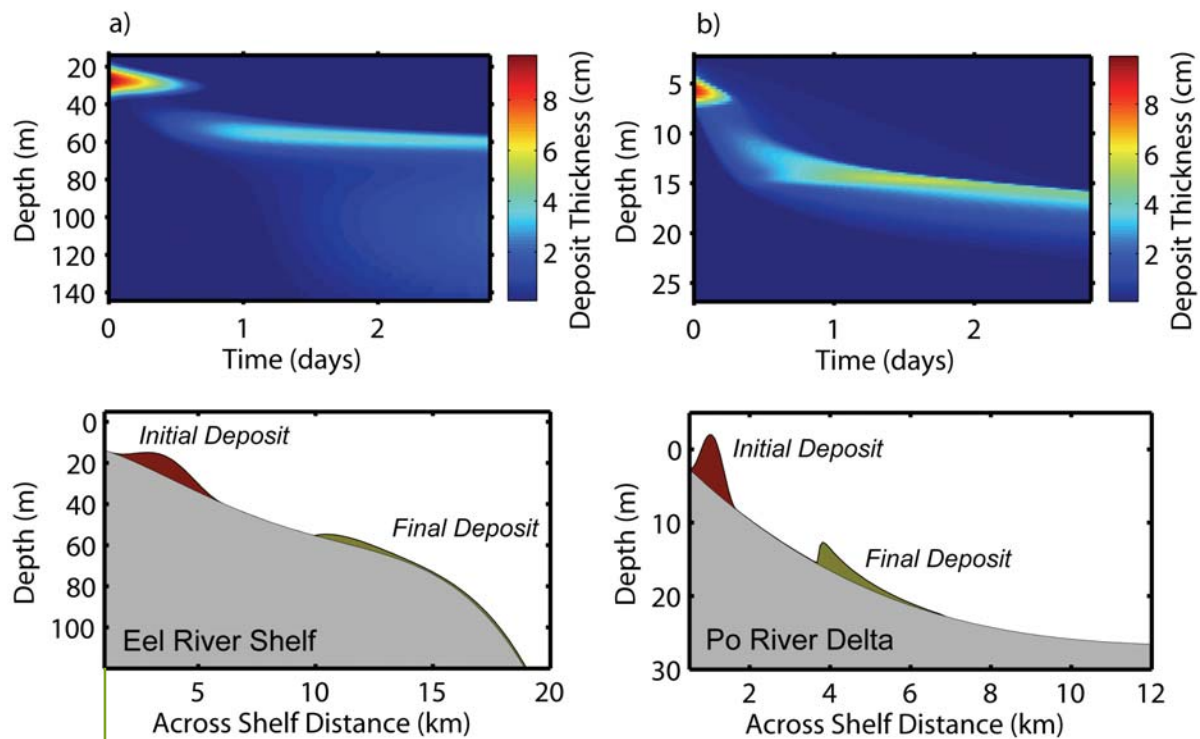 a)
20
40
60
80
100
120
140
Depth (m)
0
1
2
Time (days)
8
6
4
2
Deposit Thickness (cm)
b)
5
10
15
20
25
Depth (m)
0
1
2
Time (days)
8
6
4
2
Deposit Thickness (cm)
0
20
40
60
80
100
Depth (m)
Initial Deposit
Final Deposit
Eel River Shelf
5
10
15
20
Across Shelf Distance (km)
0
10
20
30
Depth (m)
Initial Deposit
Final Deposit
Po River Delta
2
4
6
8
10
12
Across Shelf Distance (km)